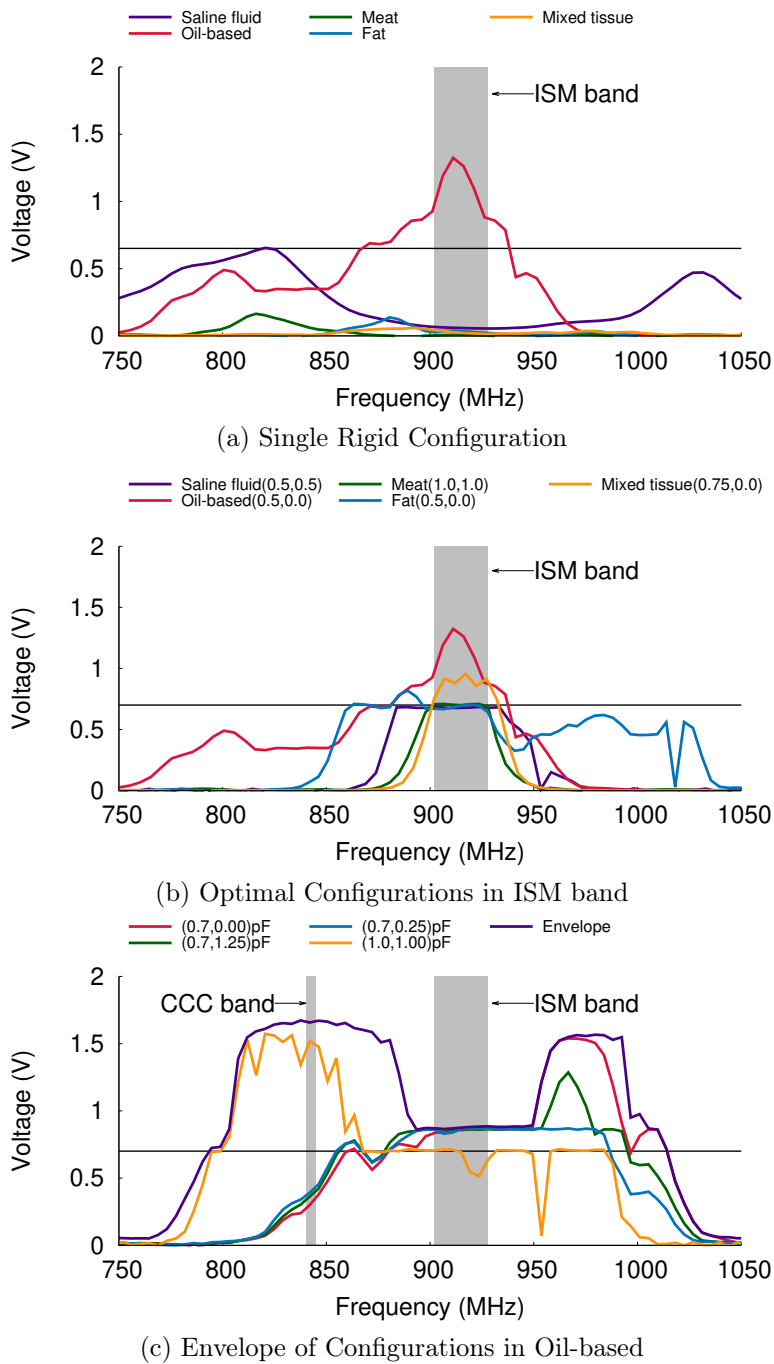 Saline fluid Meat Mixed tissue
Oil-based Fat
2
1.5
1
0.5
0
Voltage (V)
ISM band
750 800 850 900 950 1000 1050
Frequency (MHz)
(a) Single Rigid Configuration
Saline fluid(0.5,0.5) Meat(1.0,1.0) Mixed tissue(0.75,0.0)
Oil-based(0.5,0.0) Fat(0.5,0.0)
2
1.5
1
0.5
0
Voltage (V)
ISM band
750 800 850 900 950 1000 1050
Frequency (MHz)
(b) Optimal Configurations in ISM band
(0.7,0.00)pF (0.7,0.25)pF Envelope
(0.7,1.25)pF (1.0,1.00)pF
2
1.5
1
0.5
0
Voltage (V)
CCC band ISM band
750 800 850 900 950 1000 1050
Frequency (MHz)
(c) Envelope of Configurations in Oil-based